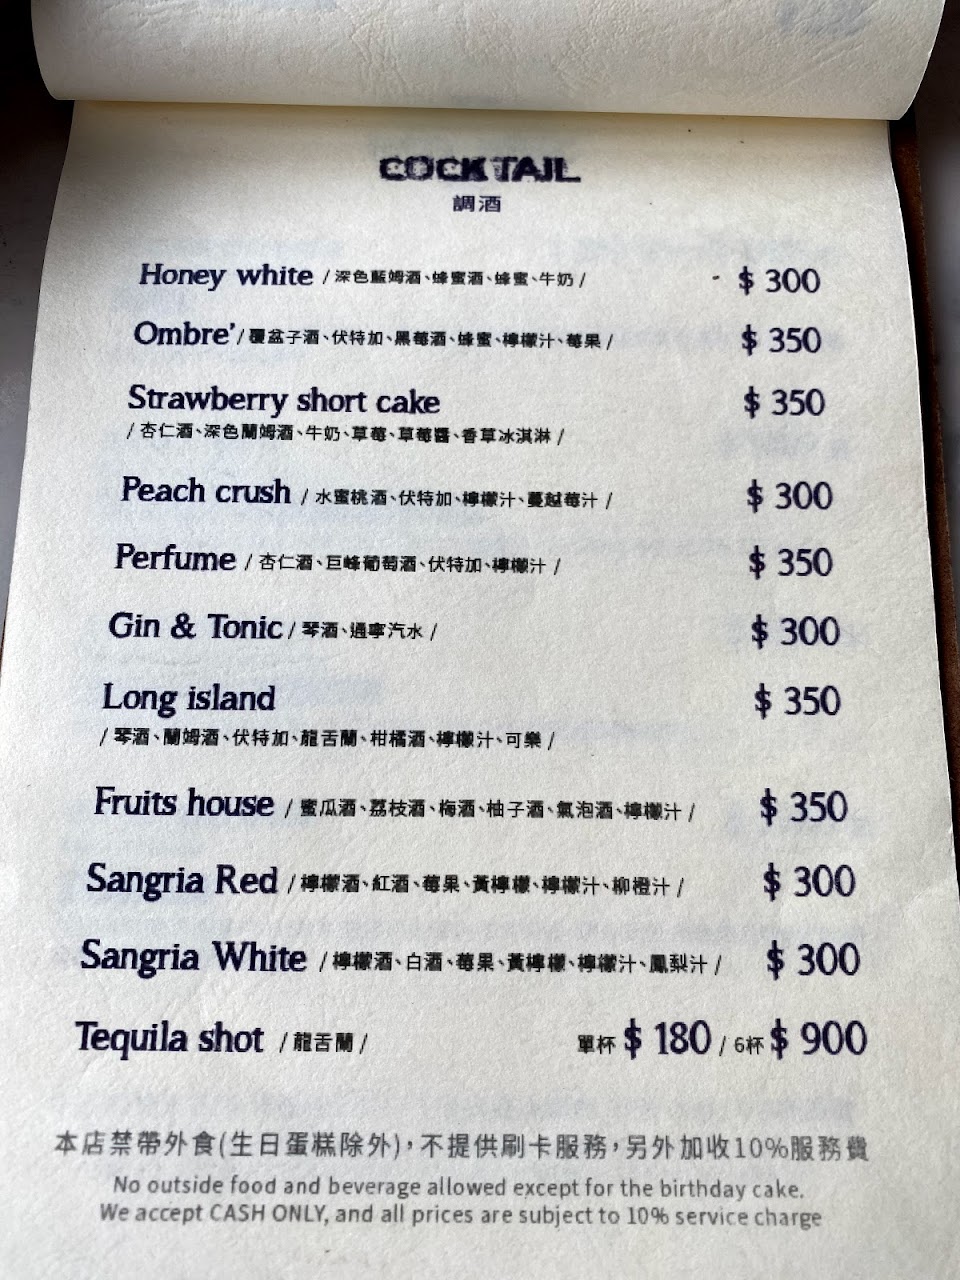 COCKTAIL
調酒
Honey white / 深色藍姆酒、蜂蜜酒、蜂蜜、牛奶 / $ 300
Ombre' / 覆盆子酒、伏特加、黑莓酒、蜂蜜、檸檬汁、莓果 / $ 350
Strawberry short cake $ 350
/ 杏仁酒、深色蘭姆酒、牛奶、草莓、草莓醬、香草冰淇淋 /
Peach crush / 水蜜桃酒、伏特加、檸檬汁、蔓越莓汁 / $ 300
Perfume / 杏仁酒、巨峰葡萄酒、伏特加、檸檬汁 / $ 350
Gin & Tonic / 琴酒、通寧汽水 / $ 300
Long island $ 350
/ 琴酒、蘭姆酒、伏特加、龍舌蘭、柑橘酒、檸檬汁、可樂 /
Fruits house / 蜜瓜酒、荔枝酒、梅酒、柚子酒、氣泡酒、檸檬汁 / $ 350
Sangria Red / 檸檬酒、紅酒、莓果、黃檸檬、檸檬汁、柳橙汁 / $ 300
Sangria White / 檸檬酒、白酒、莓果、黃檸檬、檸檬汁、鳳梨汁 / $ 300
Tequila shot / 龍舌蘭 / 單杯 $ 180 / 6杯 $ 900
本店禁帶外食(生日蛋糕除外)，不提供刷卡服務，另外加收10%服務費
No outside food and beverage allowed except for the birthday cake.
We accept CASH ONLY, and all prices are subject to 10% service charge